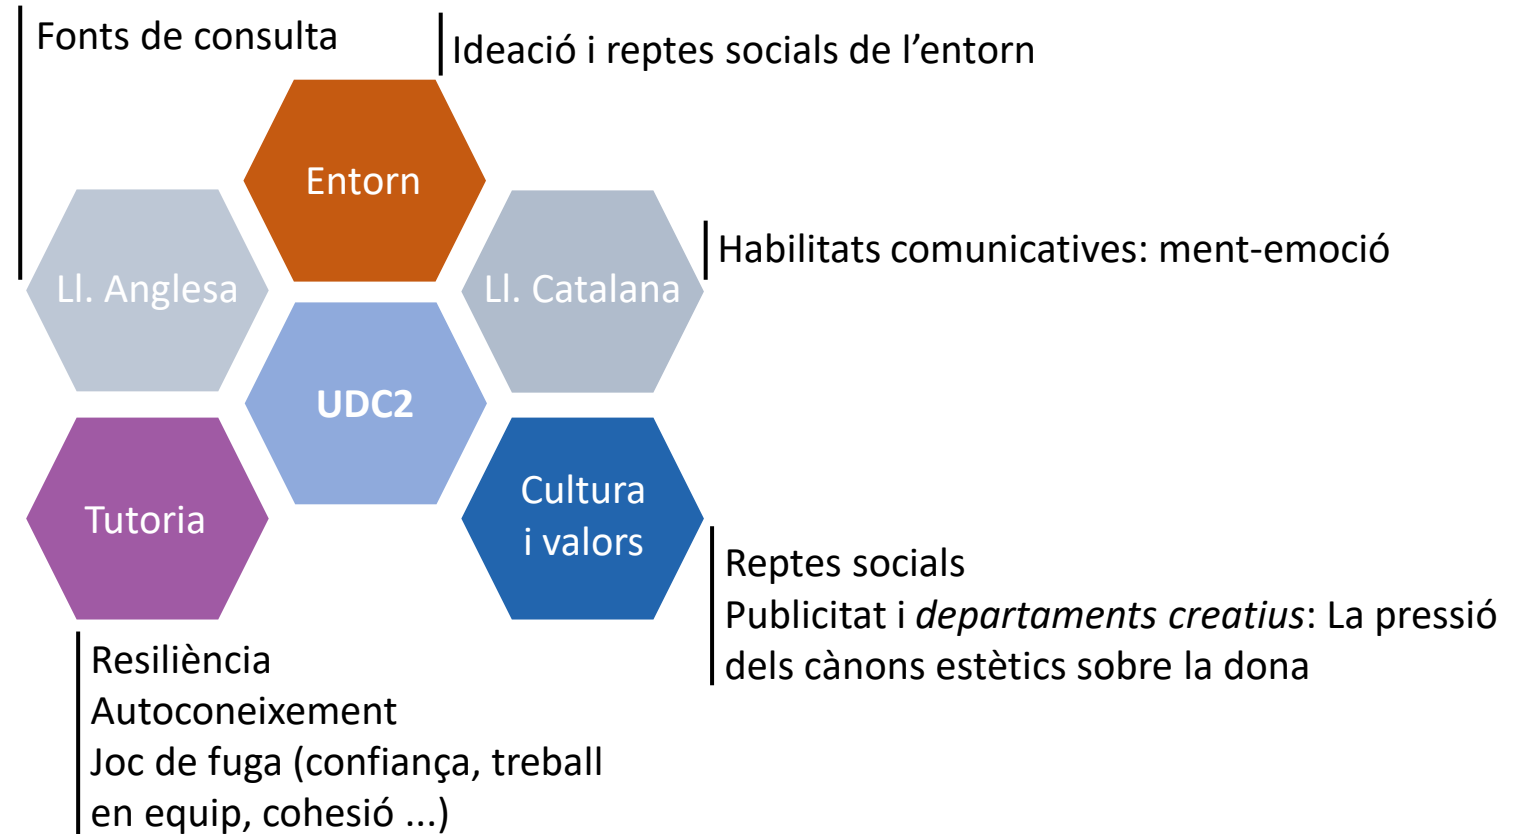 Fonts de consulta
Ideació i reptes socials de l’entorn
Entorn
Habilitats comunicatives: ment-emoció
Ll. Anglesa
Ll. Catalana
UDC2
Tutoria
Cultura
i valors
Reptes socials
Publicitat i departaments creatius: La pressió
dels cànons estètics sobre la dona
Resiliència
Autoconeixement
Joc de fuga (confiança, treball
en equip, cohesió ...)